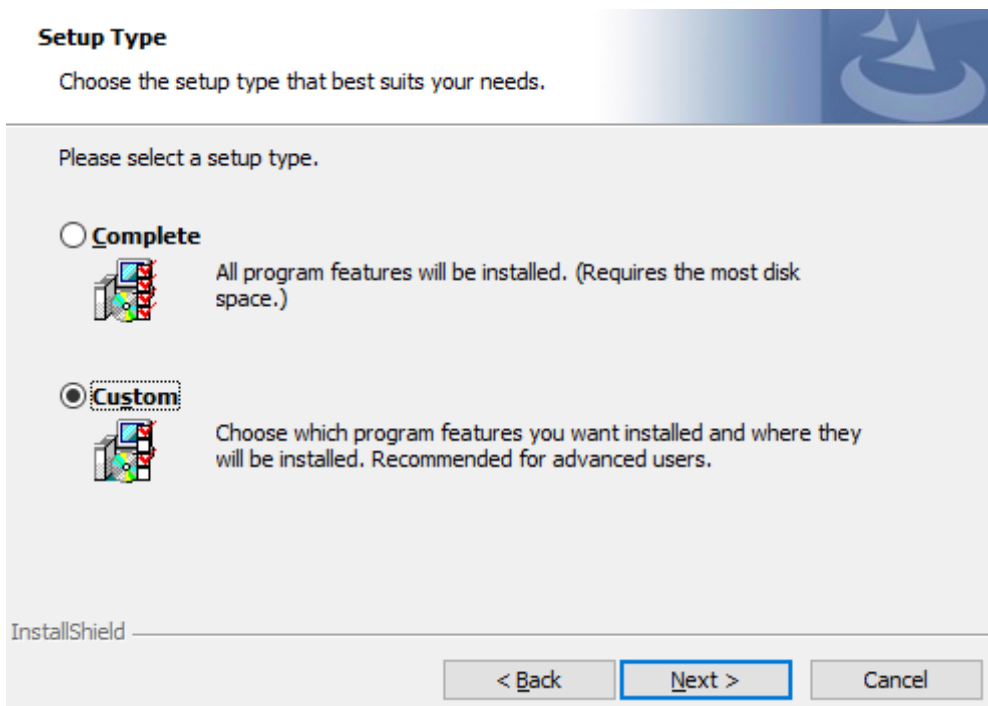 Setup Type
Choose the setup type that best suits your needs.
Please select a setup type.
Complete
All program features will be installed. (Requires the most disk
space.)
Custom
Choose which program features you want installed and where they
will be installed. Recommended for advanced users.
InstallShield
< Back
Next >
Cancel